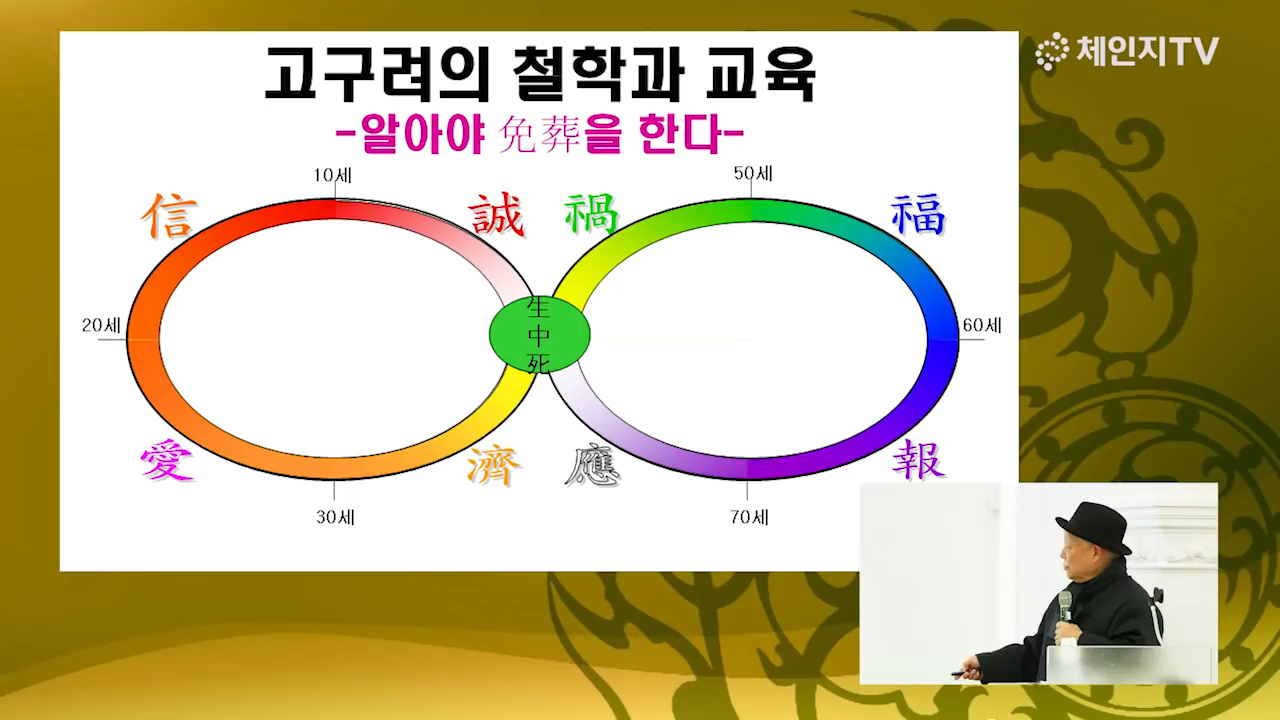 체인지TV
고구려의 철학과 교육
-알아야 免葬을 한다-
10세
50세
信
誠
禍
福
生
中
死
20세
60세
愛
濟
應
報
30세
70세